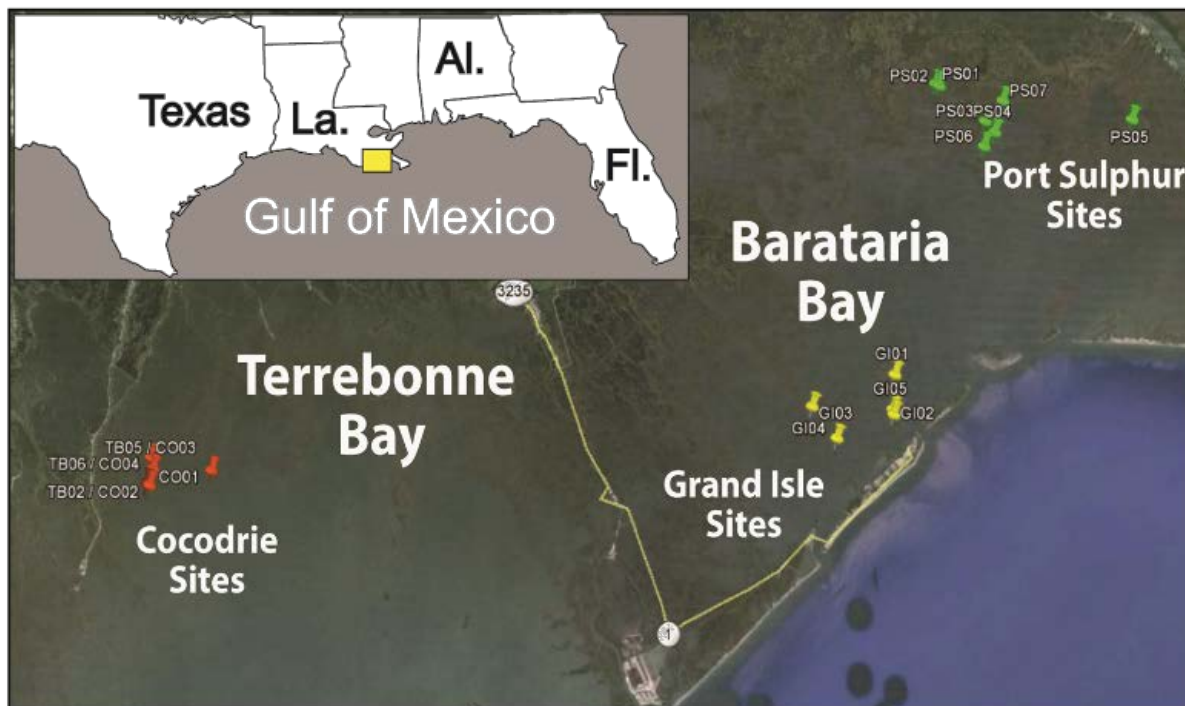 Texas
La.
Al.
Fl.
Gulf of Mexico
PS02
PS01
PS07
PS03
PS04
PS06
PS05
Port Sulphur
Sites
Barataria
Bay
3235
Terrebonne
Bay
GI01
GI05
GI03
GI02
GI04
TB05 / CO03
TB06 / CO04
CO01
TB02 / CO02
Grand Isle
Sites
Cocodrie
Sites
1